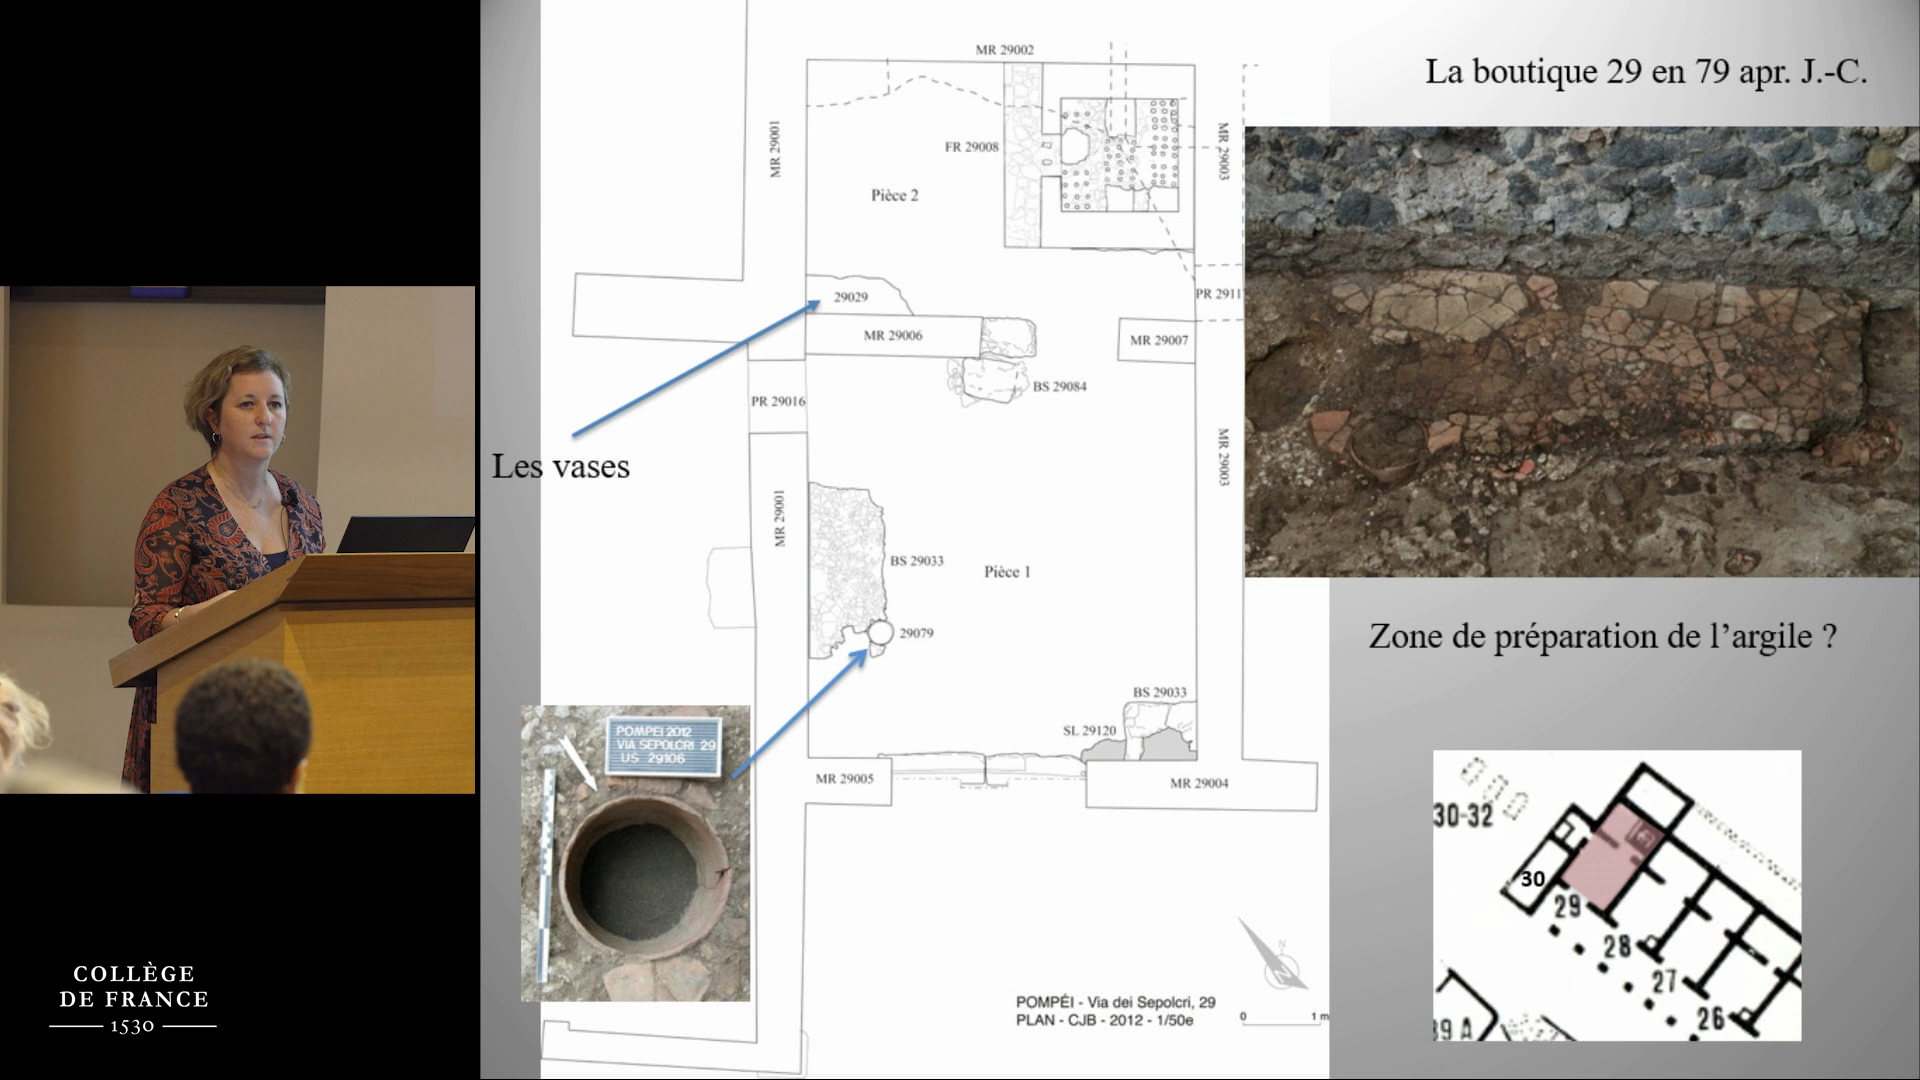 La boutique 29 en 79 apr. J.-C.
MR 29002
MR 29001
FR 29008
MR 29003
Pièce 2
29029
PR 2911
MR 29006
MR 29007
BS 29084
PR 29016
Les vases
MR 29001
MR 29003
BS 29033
Pièce 1
29079
Zone de préparation de l’argile ?
BS 29033
SL 29120
MR 29005
MR 29004
POMPEI 2012
VIA SEPOLCRI 29
US 29106
30-32
30
29
28
27
26
39 A
N
POMPÉI - Via dei Sepolcri, 29
PLAN - CJB - 2012 - 1/50e
0 1 m
COLLÈGE
DE FRANCE
1530